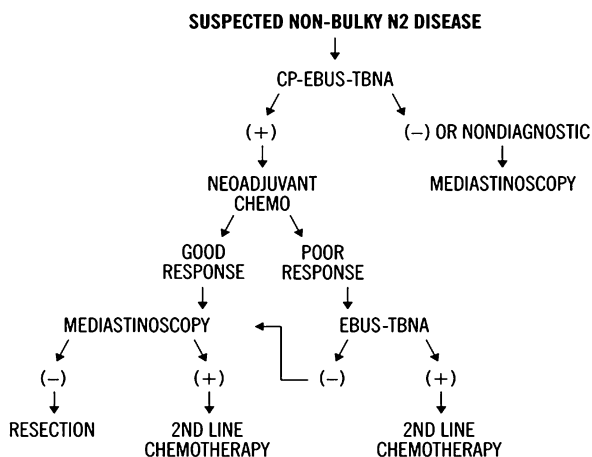 SUSPECTED NON-BULKY N2 DISEASE
CP-EBUS-TBNA
(+)
(−) OR NONDIAGNOSTIC
NEOADJUVANT
CHEMO
MEDIASTINOSCOPY
GOOD
RESPONSE
POOR
RESPONSE
MEDIASTINOSCOPY
EBUS-TBNA
(−)
(+)
(−)
(+)
RESECTION
2ND LINE
CHEMOTHERAPY
2ND LINE
CHEMOTHERAPY